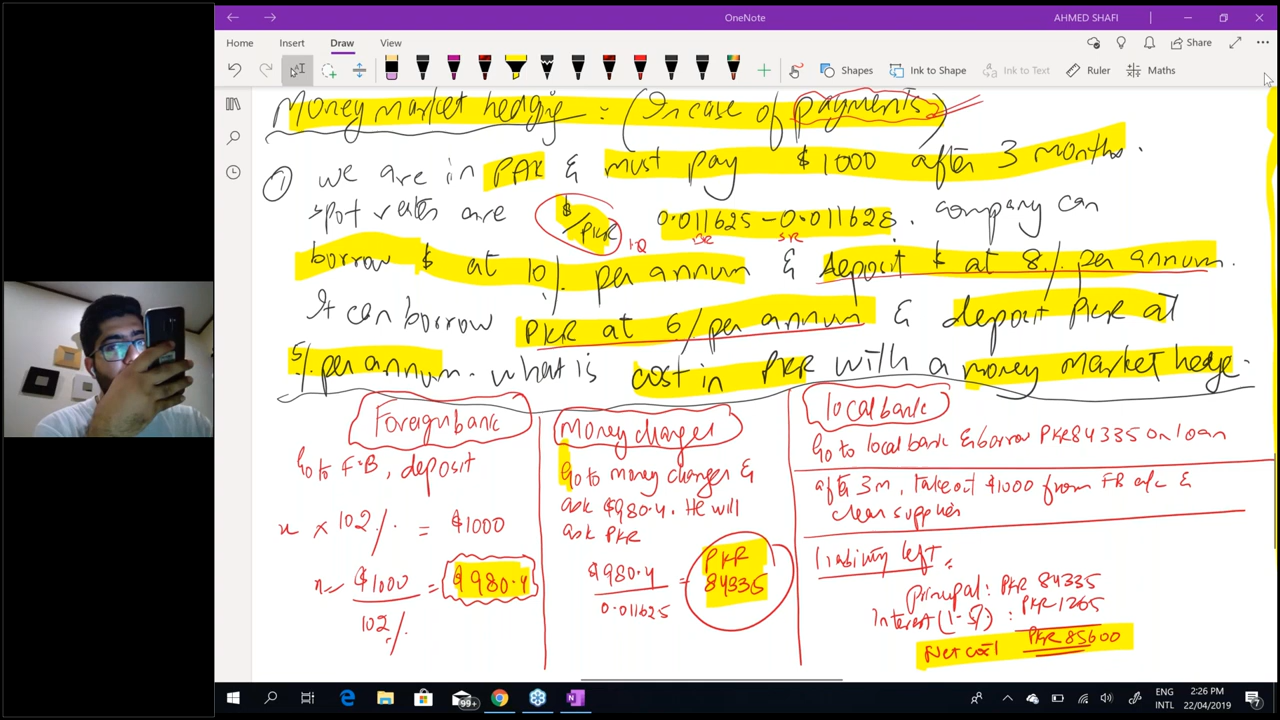 OneNote
AHMED SHAFI
Home Insert Draw View
Share
Shapes Ink to Shape Ink to Text Ruler Maths
Money market hedging :- (In case of payments)
① we are in PAK & must pay $1000 after 3 months.
spot rates are $/PKR 0.011625 - 0.011628. company can
BR SR
borrow $ at 10% per annum & deposit $ at 8% per annum.
It can borrow PKR at 6% per annum & deposit PKR at
5% per annum. what is cost in PKR with a money market hedge.
Foreign bank
Go to F.B, deposit
x × 102% = $1000
x = $1000 = $980.4
102%
Money changer
Go to money changer &
ask $980.4. He will
ask PKR
$980.4 = PKR 84335
0.011625
local bank
Go to local bank & borrow PKR 84335 on loan
after 3m, takeout $1000 from FB a/c &
clear supplier
liability left :-
principal : PKR 84335
Interest (1.5%) : PKR 1265
Net cost PKR 85600
99+
ENG
INTL
2:26 PM
22/04/2019
7